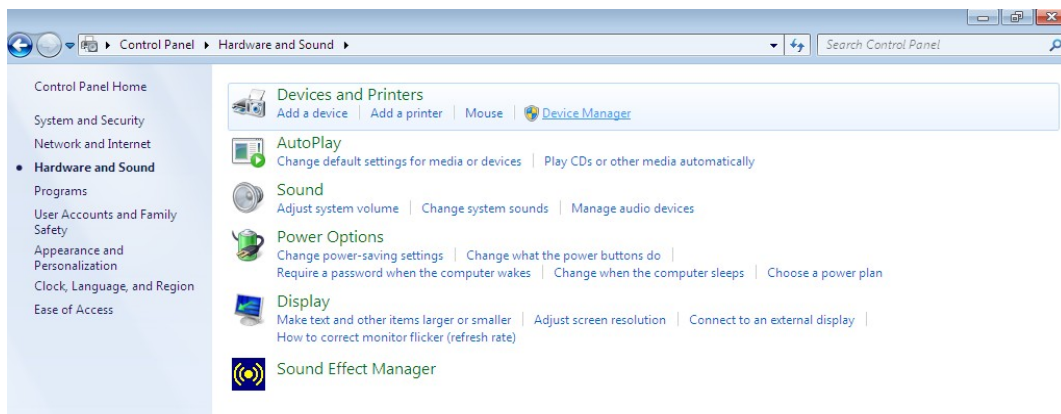 Control Panel Hardware and Sound Search Control Panel
Control Panel Home
System and Security
Network and Internet
Hardware and Sound
Programs
User Accounts and Family
Safety
Appearance and
Personalization
Clock, Language, and Region
Ease of Access
Devices and Printers
Add a device Add a printer Mouse Device Manager
AutoPlay
Change default settings for media or devices Play CDs or other media automatically
Sound
Adjust system volume Change system sounds Manage audio devices
Power Options
Change power-saving settings Change what the power buttons do
Require a password when the computer wakes Change when the computer sleeps Choose a power plan
Display
Make text and other items larger or smaller Adjust screen resolution Connect to an external display
How to correct monitor flicker (refresh rate)
Sound Effect Manager